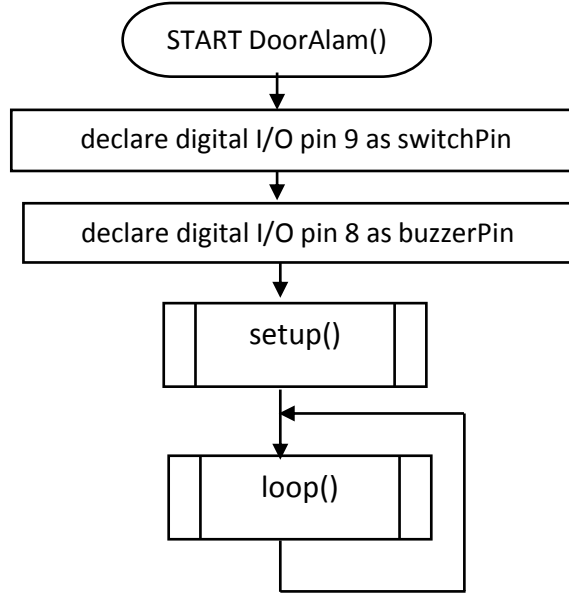 START DoorAlam()
declare digital I/O pin 9 as switchPin
declare digital I/O pin 8 as buzzerPin
setup()
loop()